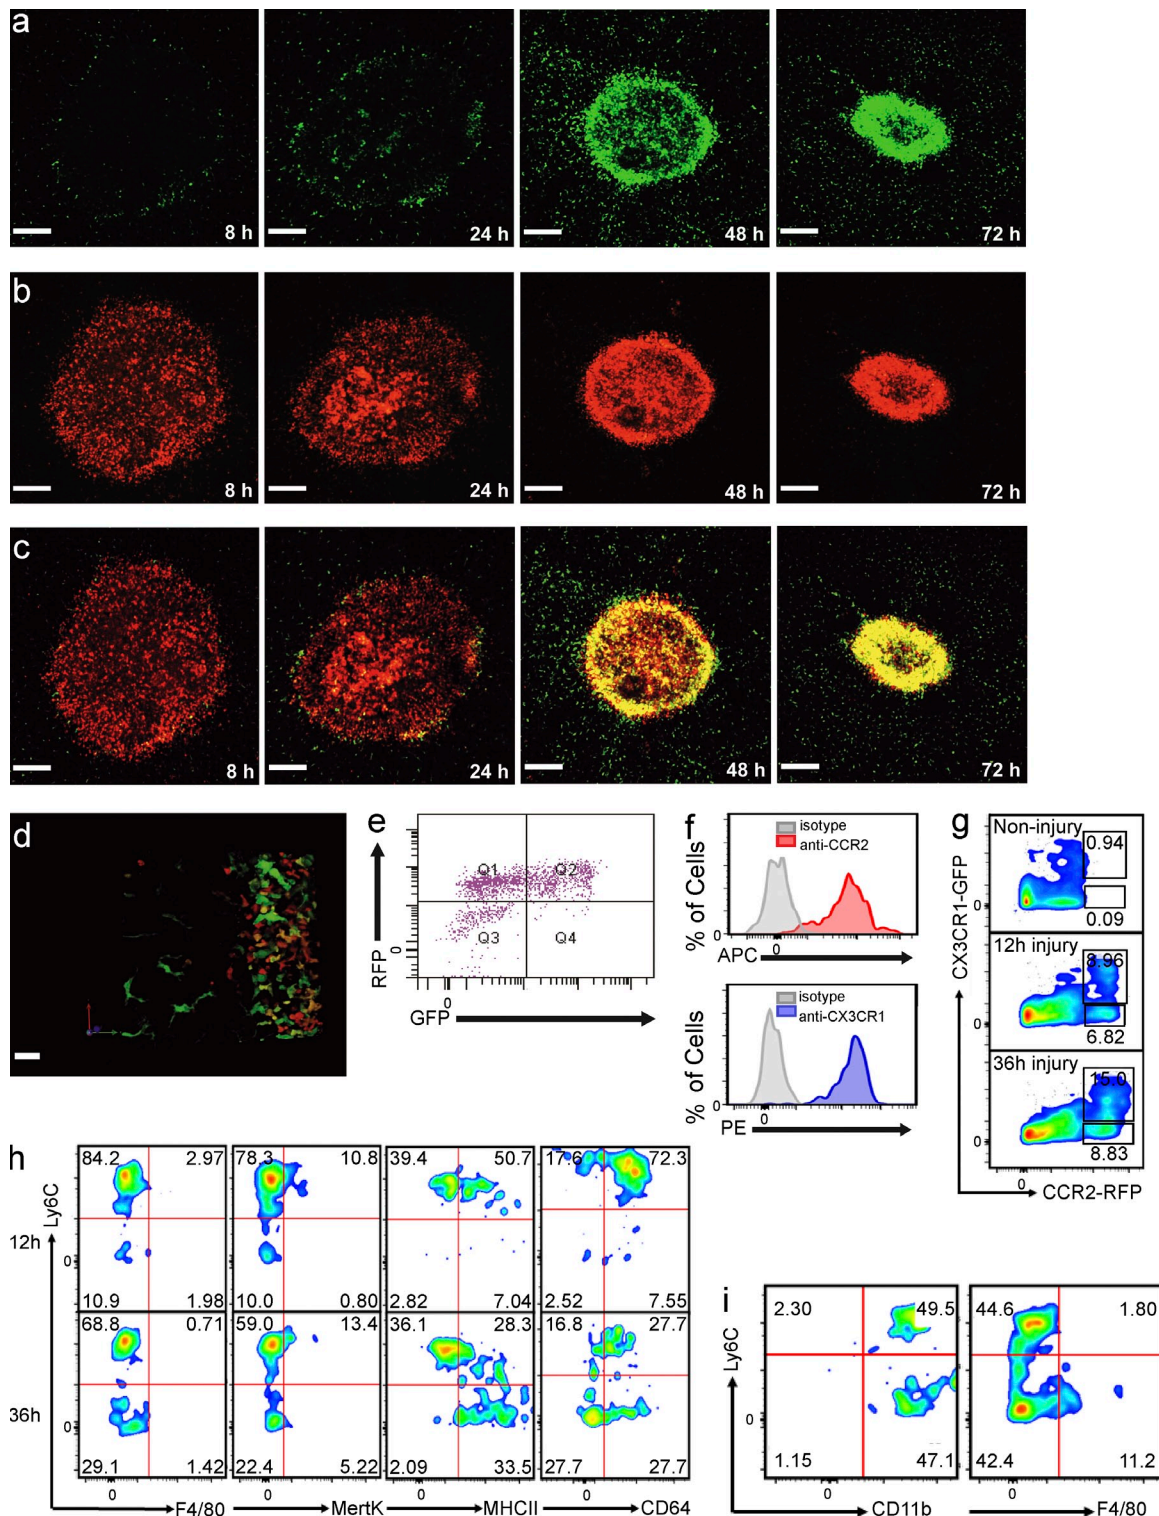 a
8 h
24 h
48 h
72 h
b
8 h
24 h
48 h
72 h
c
8 h
24 h
48 h
72 h
d
e
Q1
Q2
Q3
Q4
RFP
0
0
GFP
f
isotype
anti-CCR2
% of Cells
0
0
APC
isotype
anti-CX3CR1
% of Cells
0
0
PE
g
Non-injury
0.94
0
0.09
12h injury
8.96
0
6.82
36h injury
15.0
0
8.83
0
CX3CR1-GFP
CCR2-RFP
h
Ly6C
12h
84.2 2.97
0
10.9 1.98
78.3 10.8
10.0 0.80
39.4 50.7
2.82 7.04
17.6 72.3
2.52 7.55
36h
68.8 0.71
0
29.1 1.42
59.0 13.4
22.4 5.22
36.1 28.3
2.09 33.5
16.8 27.7
27.7 27.7
0
0
0
0
F4/80
MertK
MHCII
CD64
i
Ly6C
2.30 49.5
0
1.15 47.1
44.6 1.80
42.4 11.2
0
0
CD11b
F4/80